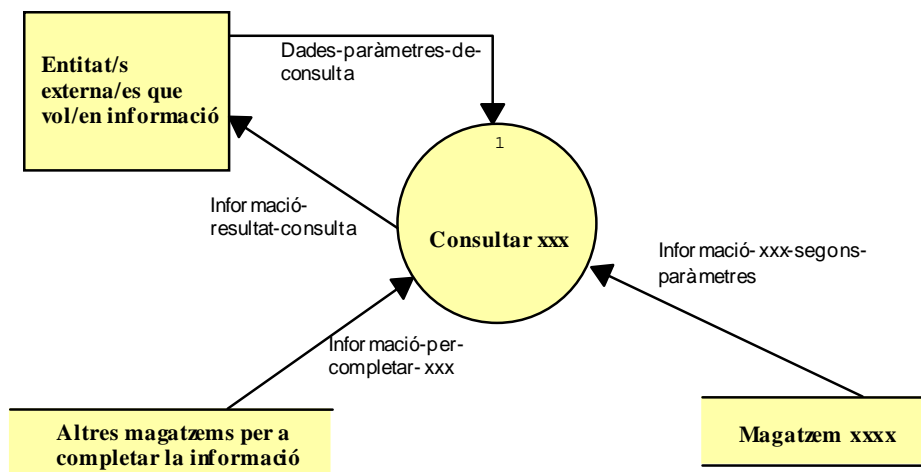 Dades-paràmetres-de-
consulta
Entitat/s
externa/es que
vol/en informació
1
Informació-
resultat-consulta
Consultar xxx
Informació-xxx-segons-
paràmetres
Informació-per-
completar-xxx
Altres magatzems per a
completar la informació
Magatzem xxxx